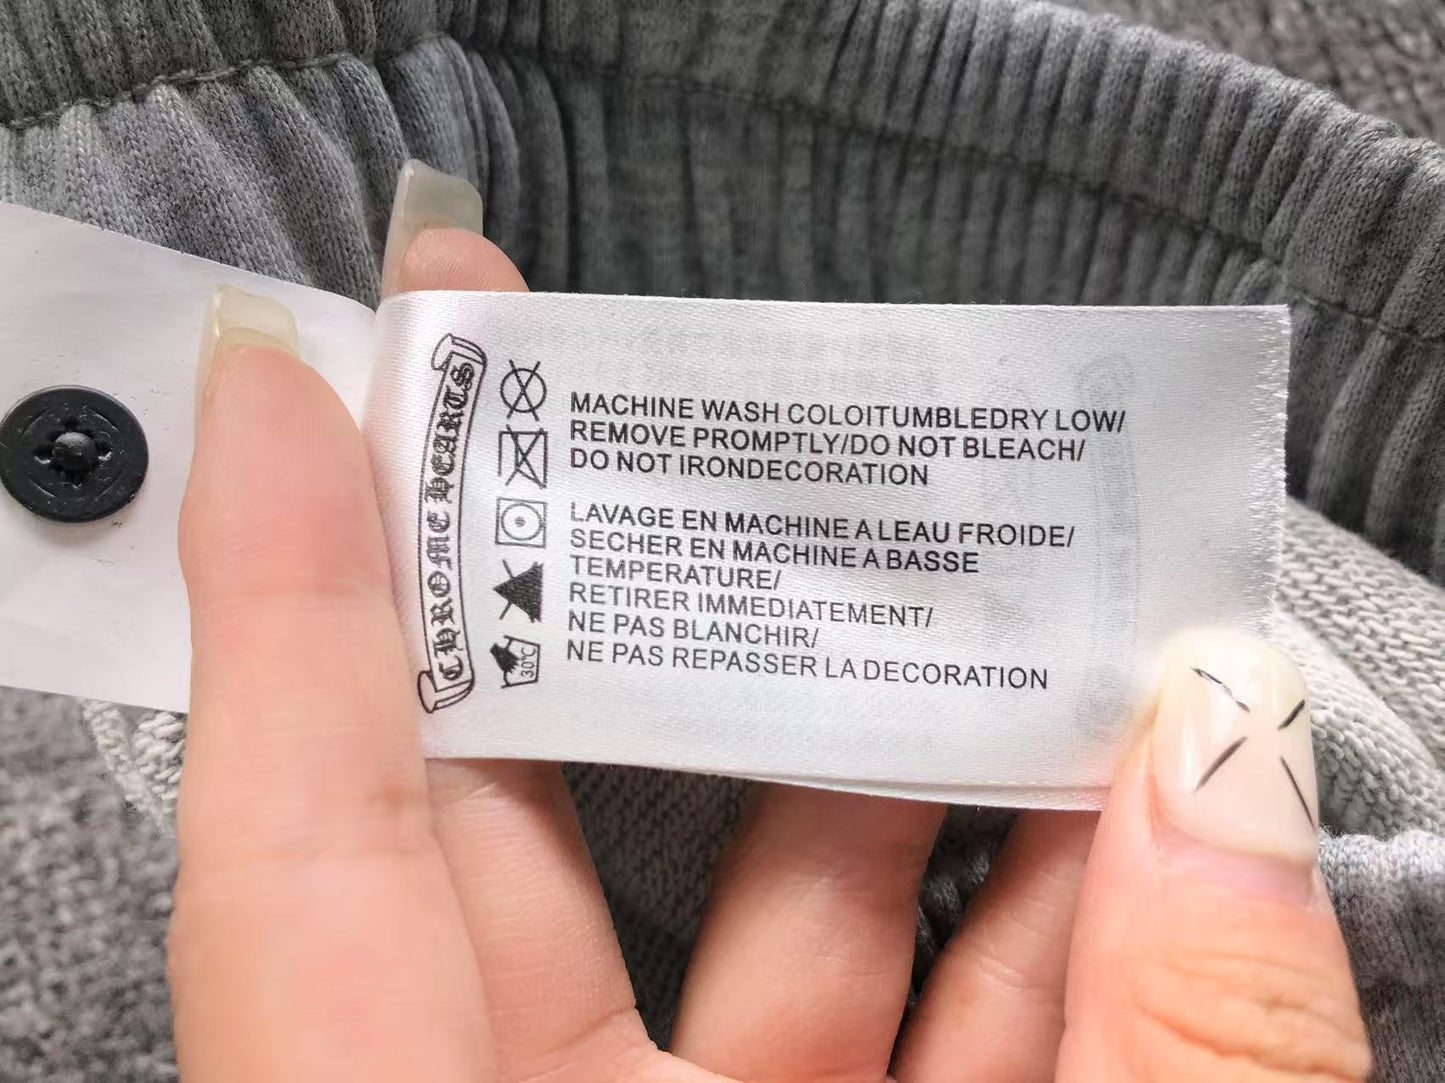 CHROME HEARTS
MACHINE WASH COLOITUMBLEDRY LOW/
REMOVE PROMPTLY/DO NOT BLEACH/
DO NOT IRONDECORATION
LAVAGE EN MACHINE A LEAU FROIDE/
SECHER EN MACHINE A BASSE
TEMPERATURE/
RETIRER IMMEDIATEMENT/
NE PAS BLANCHIR/
NE PAS REPASSER LA DECORATION
30°C